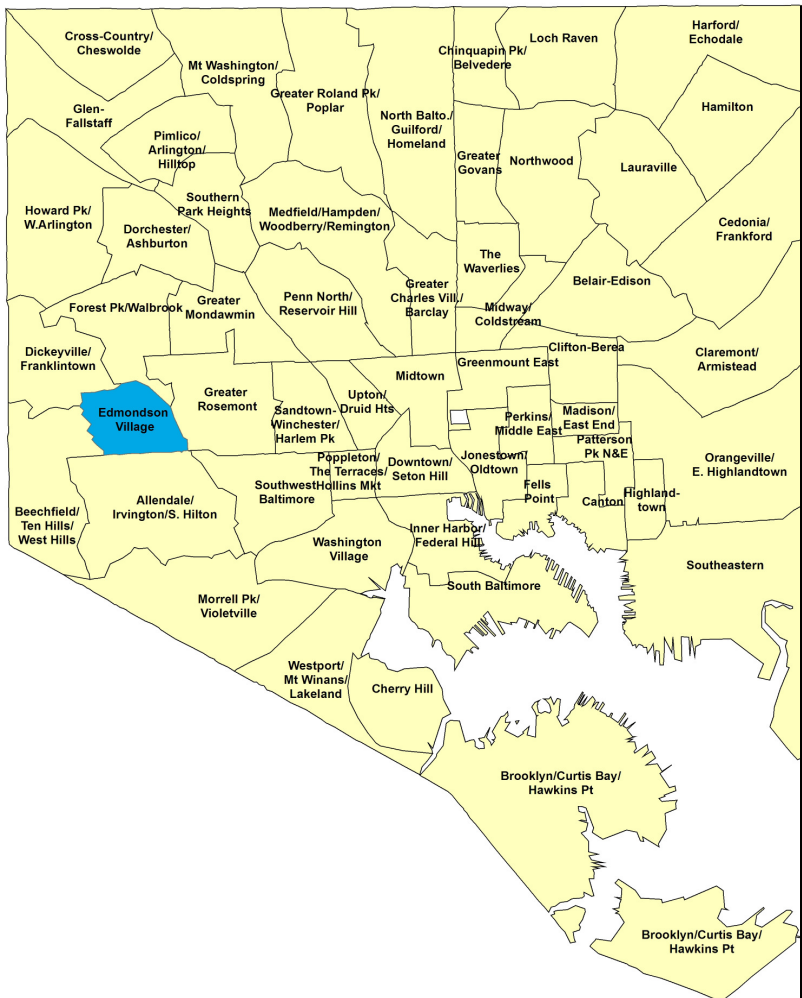 Cross-Country/
Cheswolde
Mt Washington/
Coldspring
Greater Roland Pk/
Poplar
North Balto./
Guilford/
Homeland
Chinquapin Pk/
Belvedere
Loch Raven
Harford/
Echodale
Glen-
Fallstaff
Pimlico/
Arlington/
Hilltop
Greater
Govans
Northwood
Lauraville
Hamilton
Howard Pk/
W.Arlington
Dorchester/
Ashburton
Southern
Park Heights
Medfield/Hampden/
Woodberry/Remington
The
Waverlies
Cedonia/
Frankford
Forest Pk/Walbrook
Greater
Mondawmin
Penn North/
Reservoir Hill
Greater
Charles Vill./
Barclay
Midway/
Coldstream
Belair-Edison
Dickeyville/
Franklintown
Midtown
Greenmount East
Clifton-Berea
Claremont/
Armistead
Edmondson
Village
Greater
Rosemont
Sandtown-
Winchester/
Harlem Pk
Upton/
Druid Hts
Perkins/
Middle East
Madison/
East End
Patterson
Pk N&E
Beechfield/
Ten Hills/
West Hills
Allendale/
Irvington/S. Hilton
Southwest
Baltimore
Poppleton/
The Terraces/
Hollins Mkt
Downtown/
Seton Hill
Jonestown/
Oldtown
Fells
Point
Canton
Highland-
town
Orangeville/
E. Highlandtown
Washington
Village
Inner Harbor/
Federal Hill
Southeastern
Morrell Pk/
Violetville
South Baltimore
Westport/
Mt Winans/
Lakeland
Cherry Hill
Brooklyn/Curtis Bay/
Hawkins Pt
Brooklyn/Curtis Bay/
Hawkins Pt